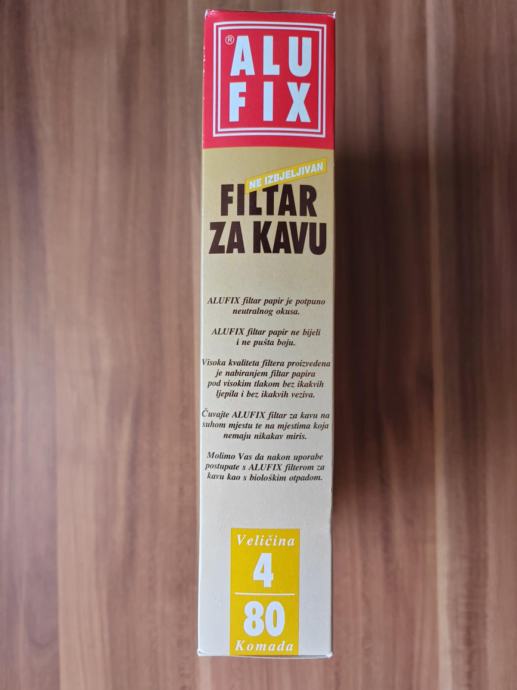 ® ALU
FIX
NE IZBJELJIVAN
FILTAR
ZA KAVU
ALUFIX filtar papir je potpuno
neutralnog okusa.
ALUFIX filtar papir ne bijeli
i ne pušta boju.
Visoka kvaliteta filtera proizvedena
je nabiranjem filtar papira
pod visokim tlakom bez ikakvih
ljepila i bez ikakvih veziva.
Čuvajte ALUFIX filtar za kavu na
suhom mjestu te na mjestima koja
nemaju nikakav miris.
Molimo Vas da nakon uporabe
postupate s ALUFIX filterom za
kavu kao s biološkim otpadom.
Veličina
4
80
Komada